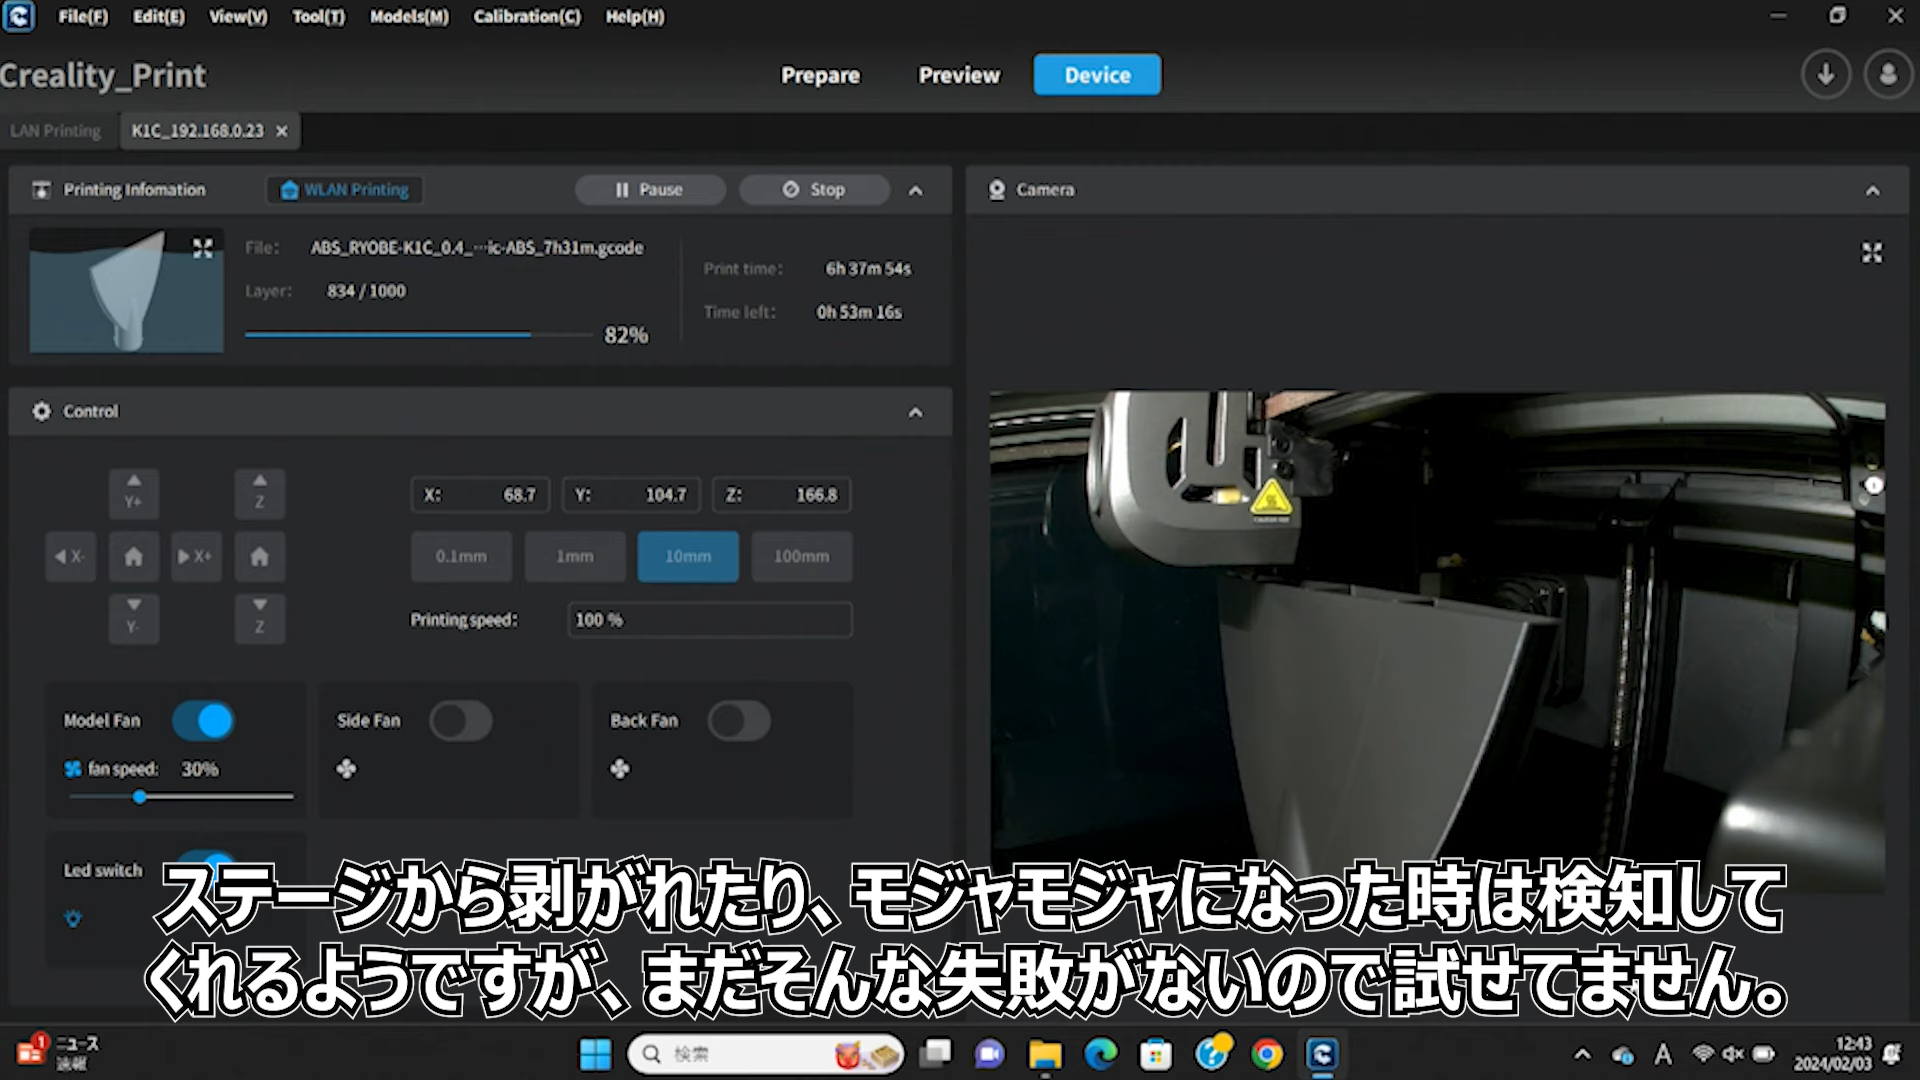 File(F) Edit(E) View(V) Tool(T) Models(M) Calibration(C) Help(H)
Creality_Print
Prepare Preview Device
LAN Printing K1C_192.168.0.23
Printing Infomation WLAN Printing Pause Stop
File: ABS_RYOBE-K1C_0.4_···ic-ABS_7h31m.gcode
Layer: 834 / 1000
82%
Print time: 6h 37m 54s
Time left: 0h 53m 16s
Camera
Control
Y+ Z
X- X+
Y- Z
X: 68.7 Y: 104.7 Z: 166.8
0.1mm 1mm 10mm 100mm
Printing speed: 100 %
Model Fan Side Fan Back Fan
fan speed: 30%
Led switch
ステージから剥がれたり、モジャモジャになった時は検知して
くれるようですが、まだそんな失敗がないので試せてません。
1 ニュース
速報
検索
A
12:43
2024/02/03